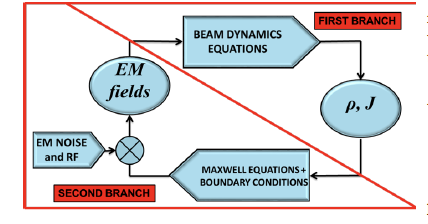 FIRST BRANCH
BEAM DYNAMICS
EQUATIONS
EM
fields
ρ, J
EM NOISE
and RF
MAXWELL EQUATIONS +
BOUNDARY CONDITIONS
SECOND BRANCH